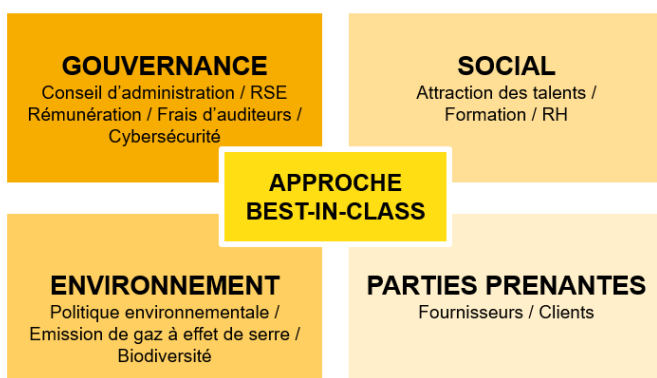 GOUVERNANCE
Conseil d'administration / RSE
Rémunération / Frais d'auditeurs /
Cybersécurité
SOCIAL
Attraction des talents /
Formation / RH
APPROCHE
BEST-IN-CLASS
ENVIRONNEMENT
Politique environnementale /
Emission de gaz à effet de serre /
Biodiversité
PARTIES PRENANTES
Fournisseurs / Clients